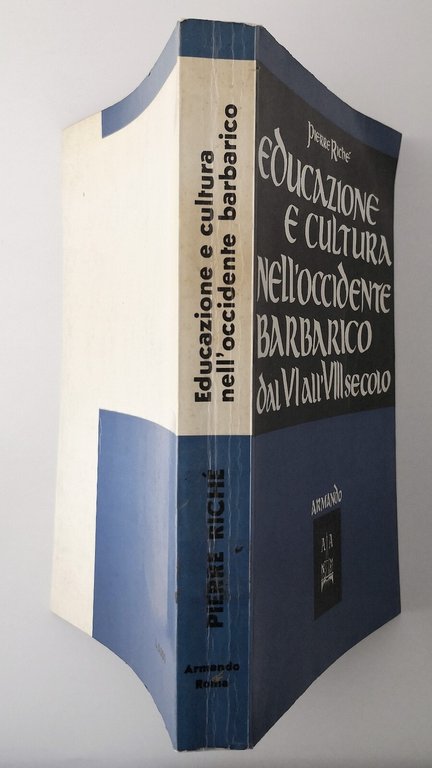 Pierre Riché
Educazione
e cultura
nell'occidente
barbarico
dal VI all'VIII secolo
ARMANDO
Educazione e cultura
nell'occidente barbarico
PIERRE RICHÉ
Armando
Roma